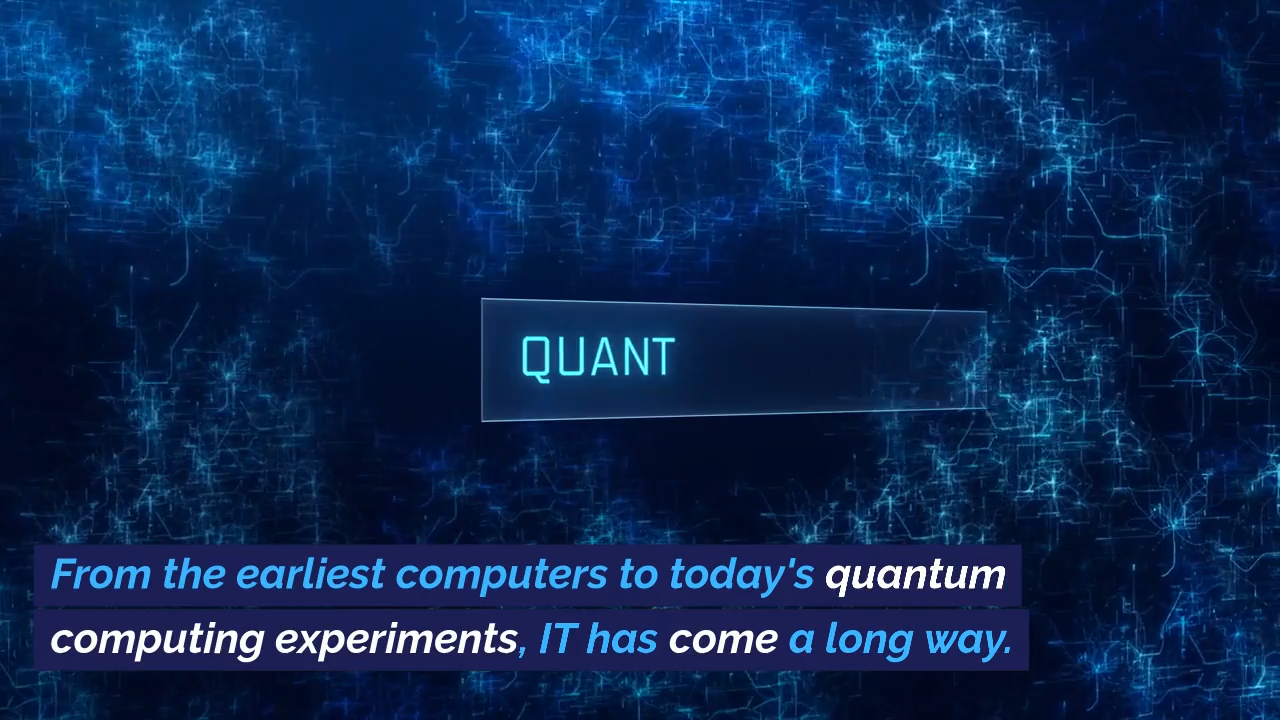 QUANT
From the earliest computers to today's quantum
computing experiments, IT has come a long way.